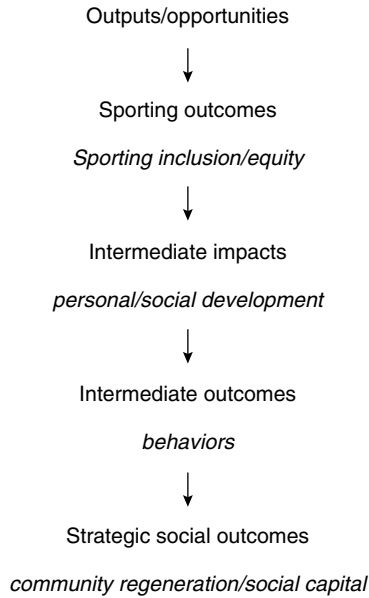 Outputs/opportunities
Sporting outcomes
Sporting inclusion/equity
Intermediate impacts
personal/social development
Intermediate outcomes
behaviors
Strategic social outcomes
community regeneration/social capital